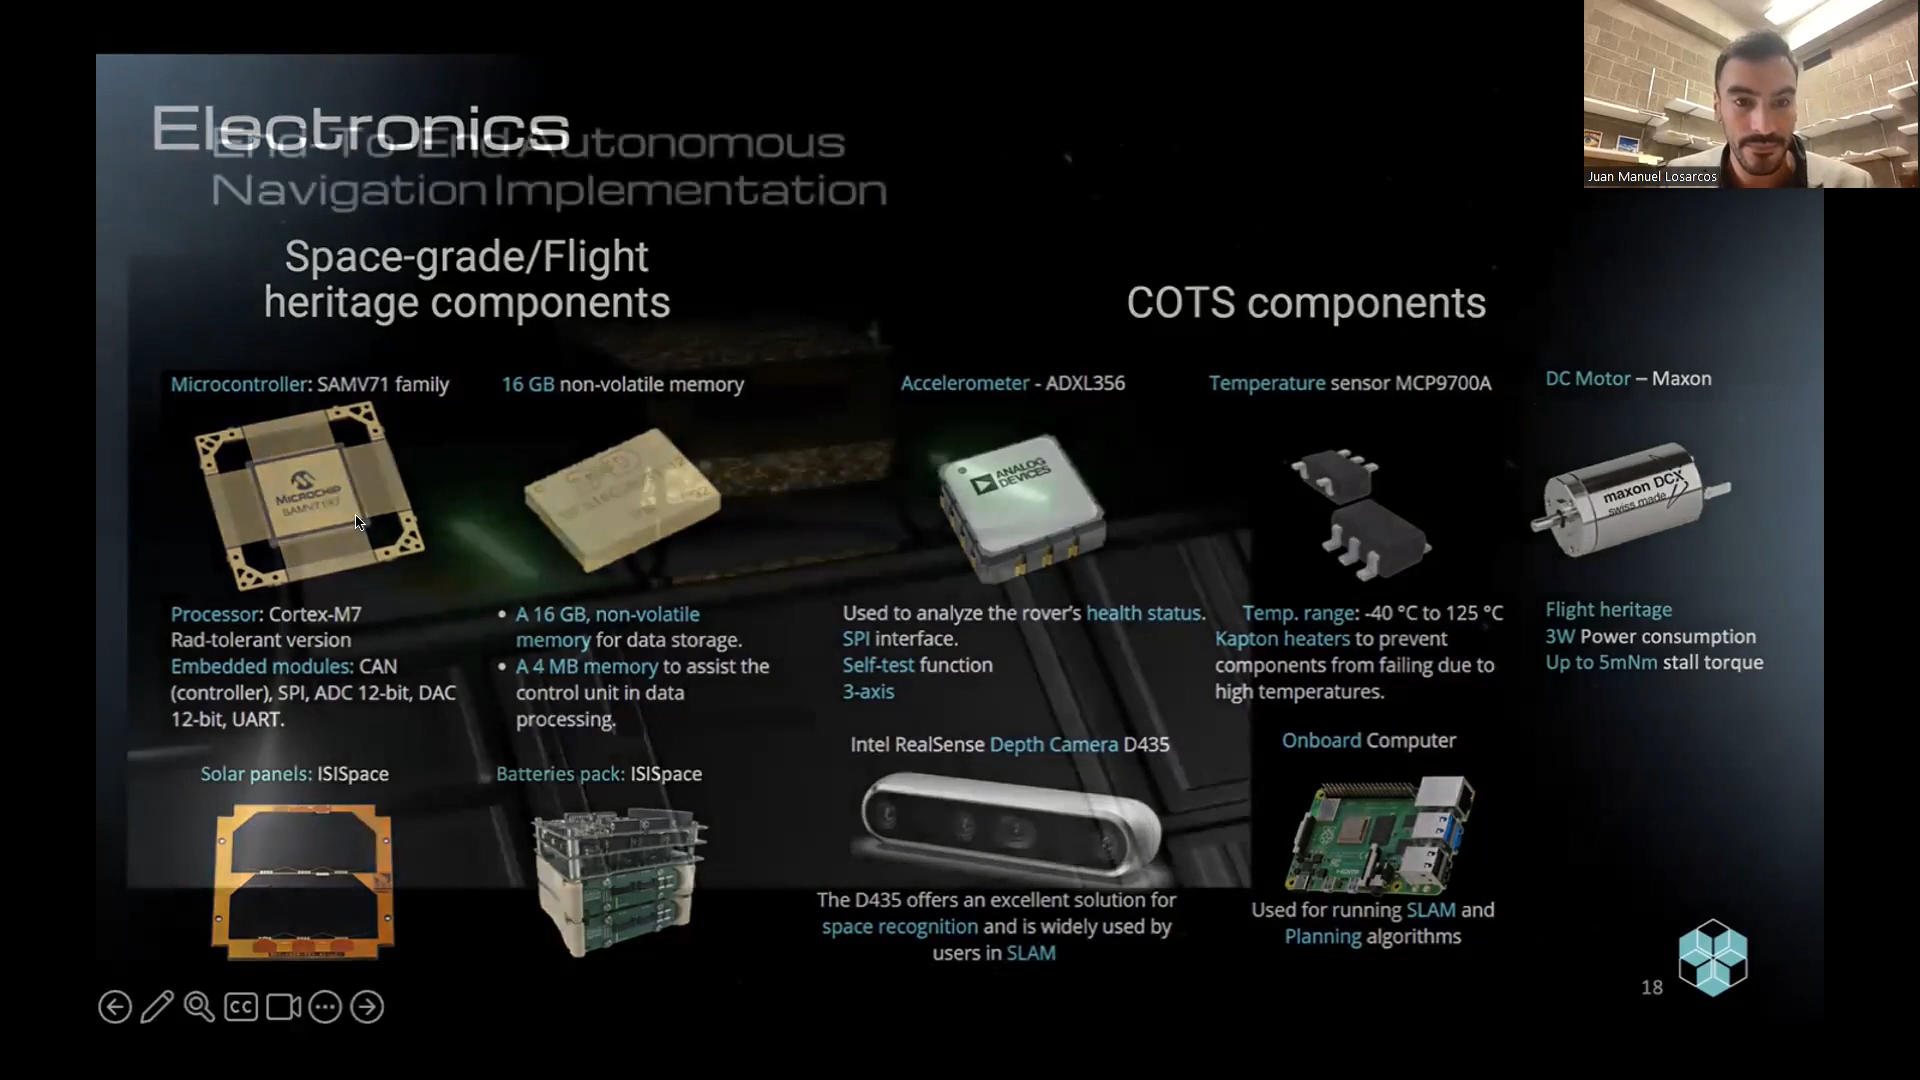 Electronics
End-To-End Autonomous
Navigation Implementation
Juan Manuel Losarcos
Space-grade/Flight
heritage components
COTS components
Microcontroller: SAMV71 family
MICROCHIP
16 GB non-volatile memory
Accelerometer - ADXL356
ANALOG
DEVICES
Temperature sensor MCP9700A
DC Motor – Maxon
maxon DCX
swiss made
Processor: Cortex-M7
Rad-tolerant version
Embedded modules: CAN
(controller), SPI, ADC 12-bit, DAC
12-bit, UART.
• A 16 GB, non-volatile
memory for data storage.
• A 4 MB memory to assist the
control unit in data
processing.
Used to analyze the rover's health status.
SPI interface.
Self-test function
3-axis
Temp. range: -40 °C to 125 °C
Kapton heaters to prevent
components from failing due to
high temperatures.
Flight heritage
3W Power consumption
Up to 5mNm stall torque
Solar panels: ISISpace
Batteries pack: ISISpace
Intel RealSense Depth Camera D435
The D435 offers an excellent solution for
space recognition and is widely used by
users in SLAM
Onboard Computer
Used for running SLAM and
Planning algorithms
CC
18